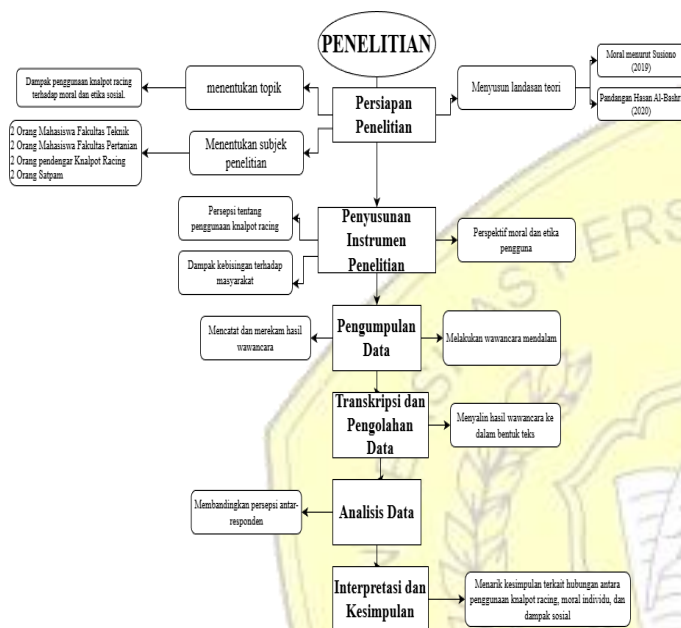 PENELITIAN
Dampak penggunaan knalpot racing
terhadap moral dan etika sosial.
menentukan topik
Persiapan
Penelitian
Menyusun landasan teori
Moral menurut Susiono
(2019)
Pandangan Hasan Al-Bashri
(2020)
2 Orang Mahasiswa Fakultas Teknik
2 Orang Mahasiswa Fakultas Pertanian
2 Orang pendengar Knalpot Racing
2 Orang Satpam
Menentukan subjek
penelitian
Persepsi tentang
penggunaan knalpot racing
Dampak kebisingan terhadap
masyarakat
Penyusunan
Instrumen
Penelitian
Perspektif moral dan etika
pengguna
Mencatat dan merekam hasil
wawancara
Pengumpulan
Data
Melakukan wawancara mendalam
Transkripsi dan
Pengolahan
Data
Menyalin hasil wawancara ke
dalam bentuk teks
Membandingkan persepsi antar-
responden
Analisis Data
Interpretasi dan
Kesimpulan
Menarik kesimpulan terkait hubungan antara
penggunaan knalpot racing, moral individu, dan
dampak sosial